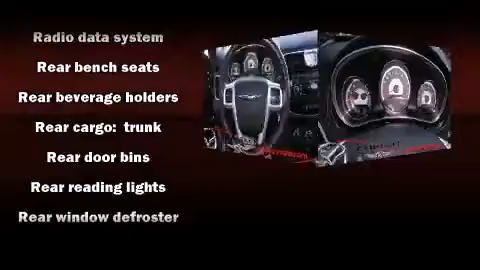 Radio data system
Rear bench seats
Rear beverage holders
Rear cargo: trunk
Rear door bins
Rear reading lights
Rear window defroster